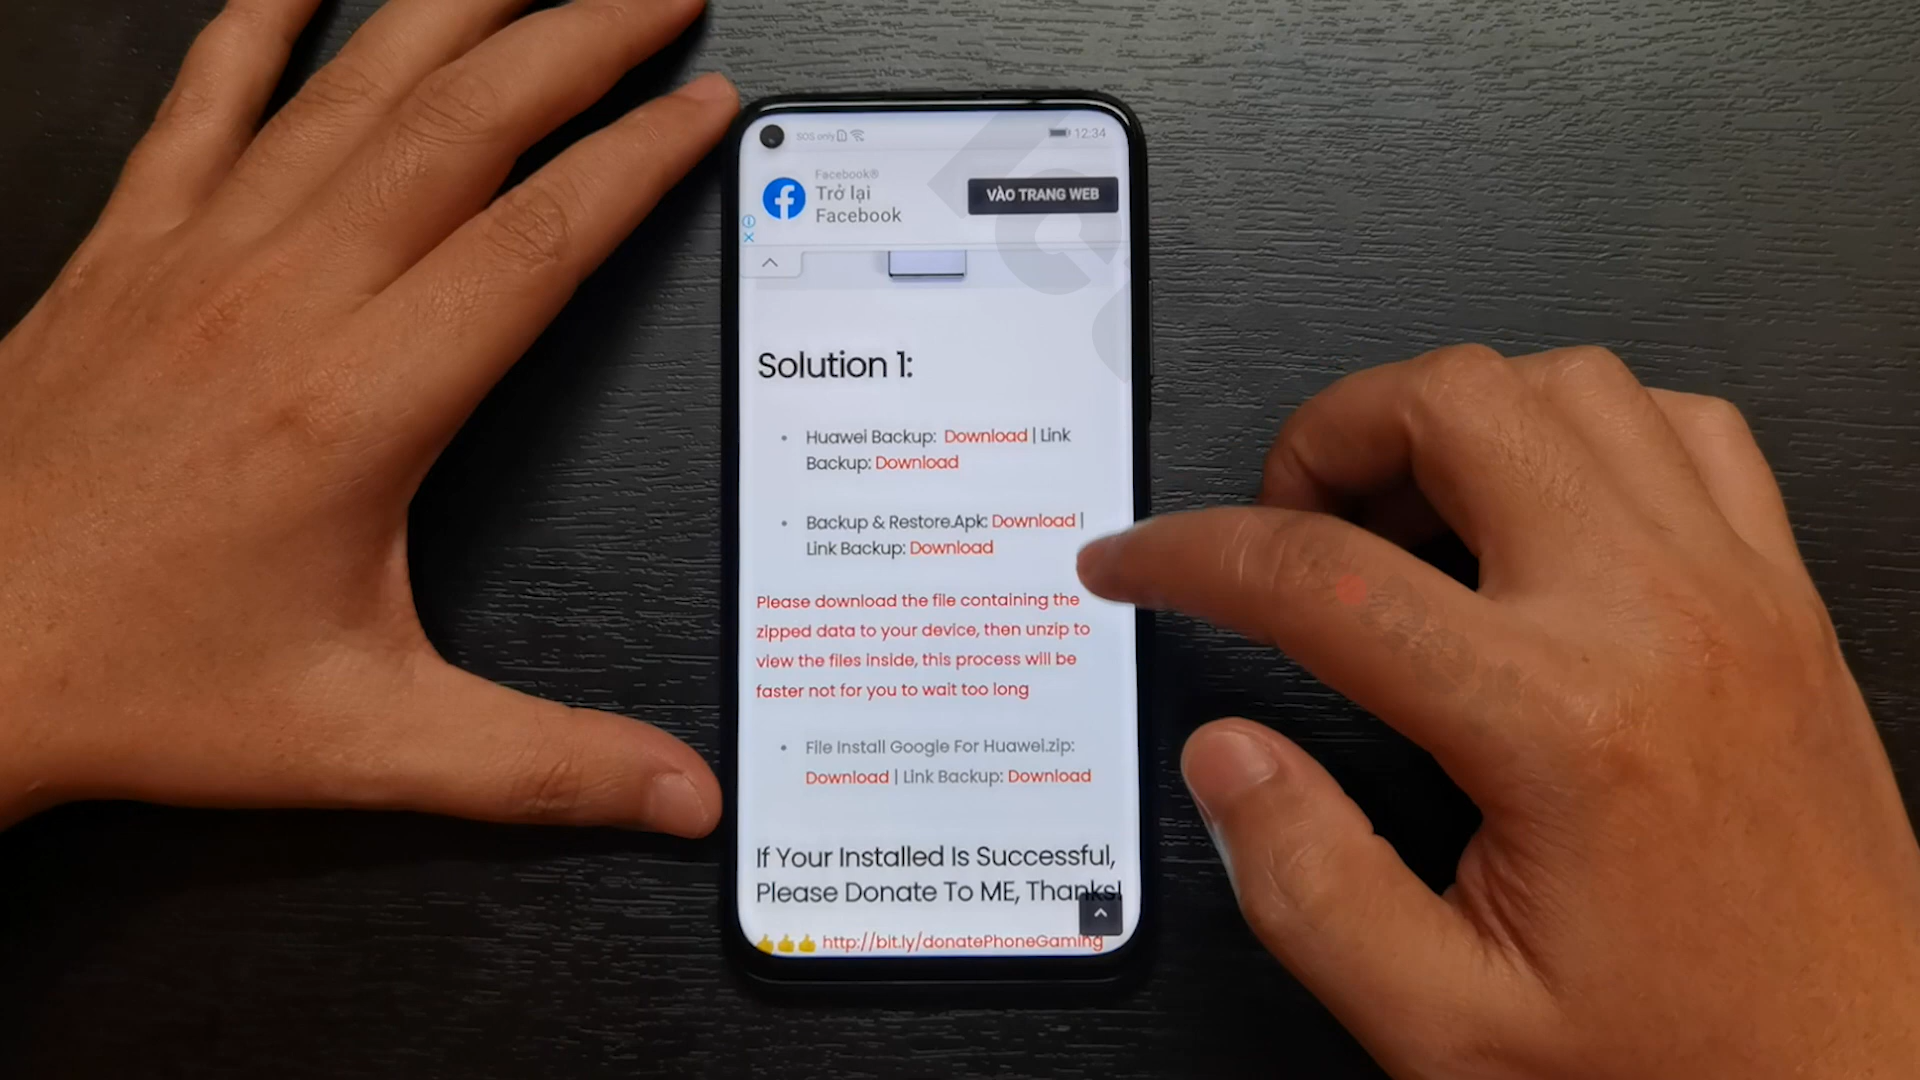 SOS only
12:34
Facebook®
Trở lại
Facebook
VÀO TRANG WEB
Solution 1:
Huawei Backup: Download | Link
Backup: Download
Backup & Restore.Apk: Download |
Link Backup: Download
Please download the file containing the
zipped data to your device, then unzip to
view the files inside, this process will be
faster not for you to wait too long
File Install Google For Huawei.zip:
Download | Link Backup: Download
If Your Installed Is Successful,
Please Donate To ME, Thanks!
👍👍👍 http://bit.ly/donatePhoneGaming